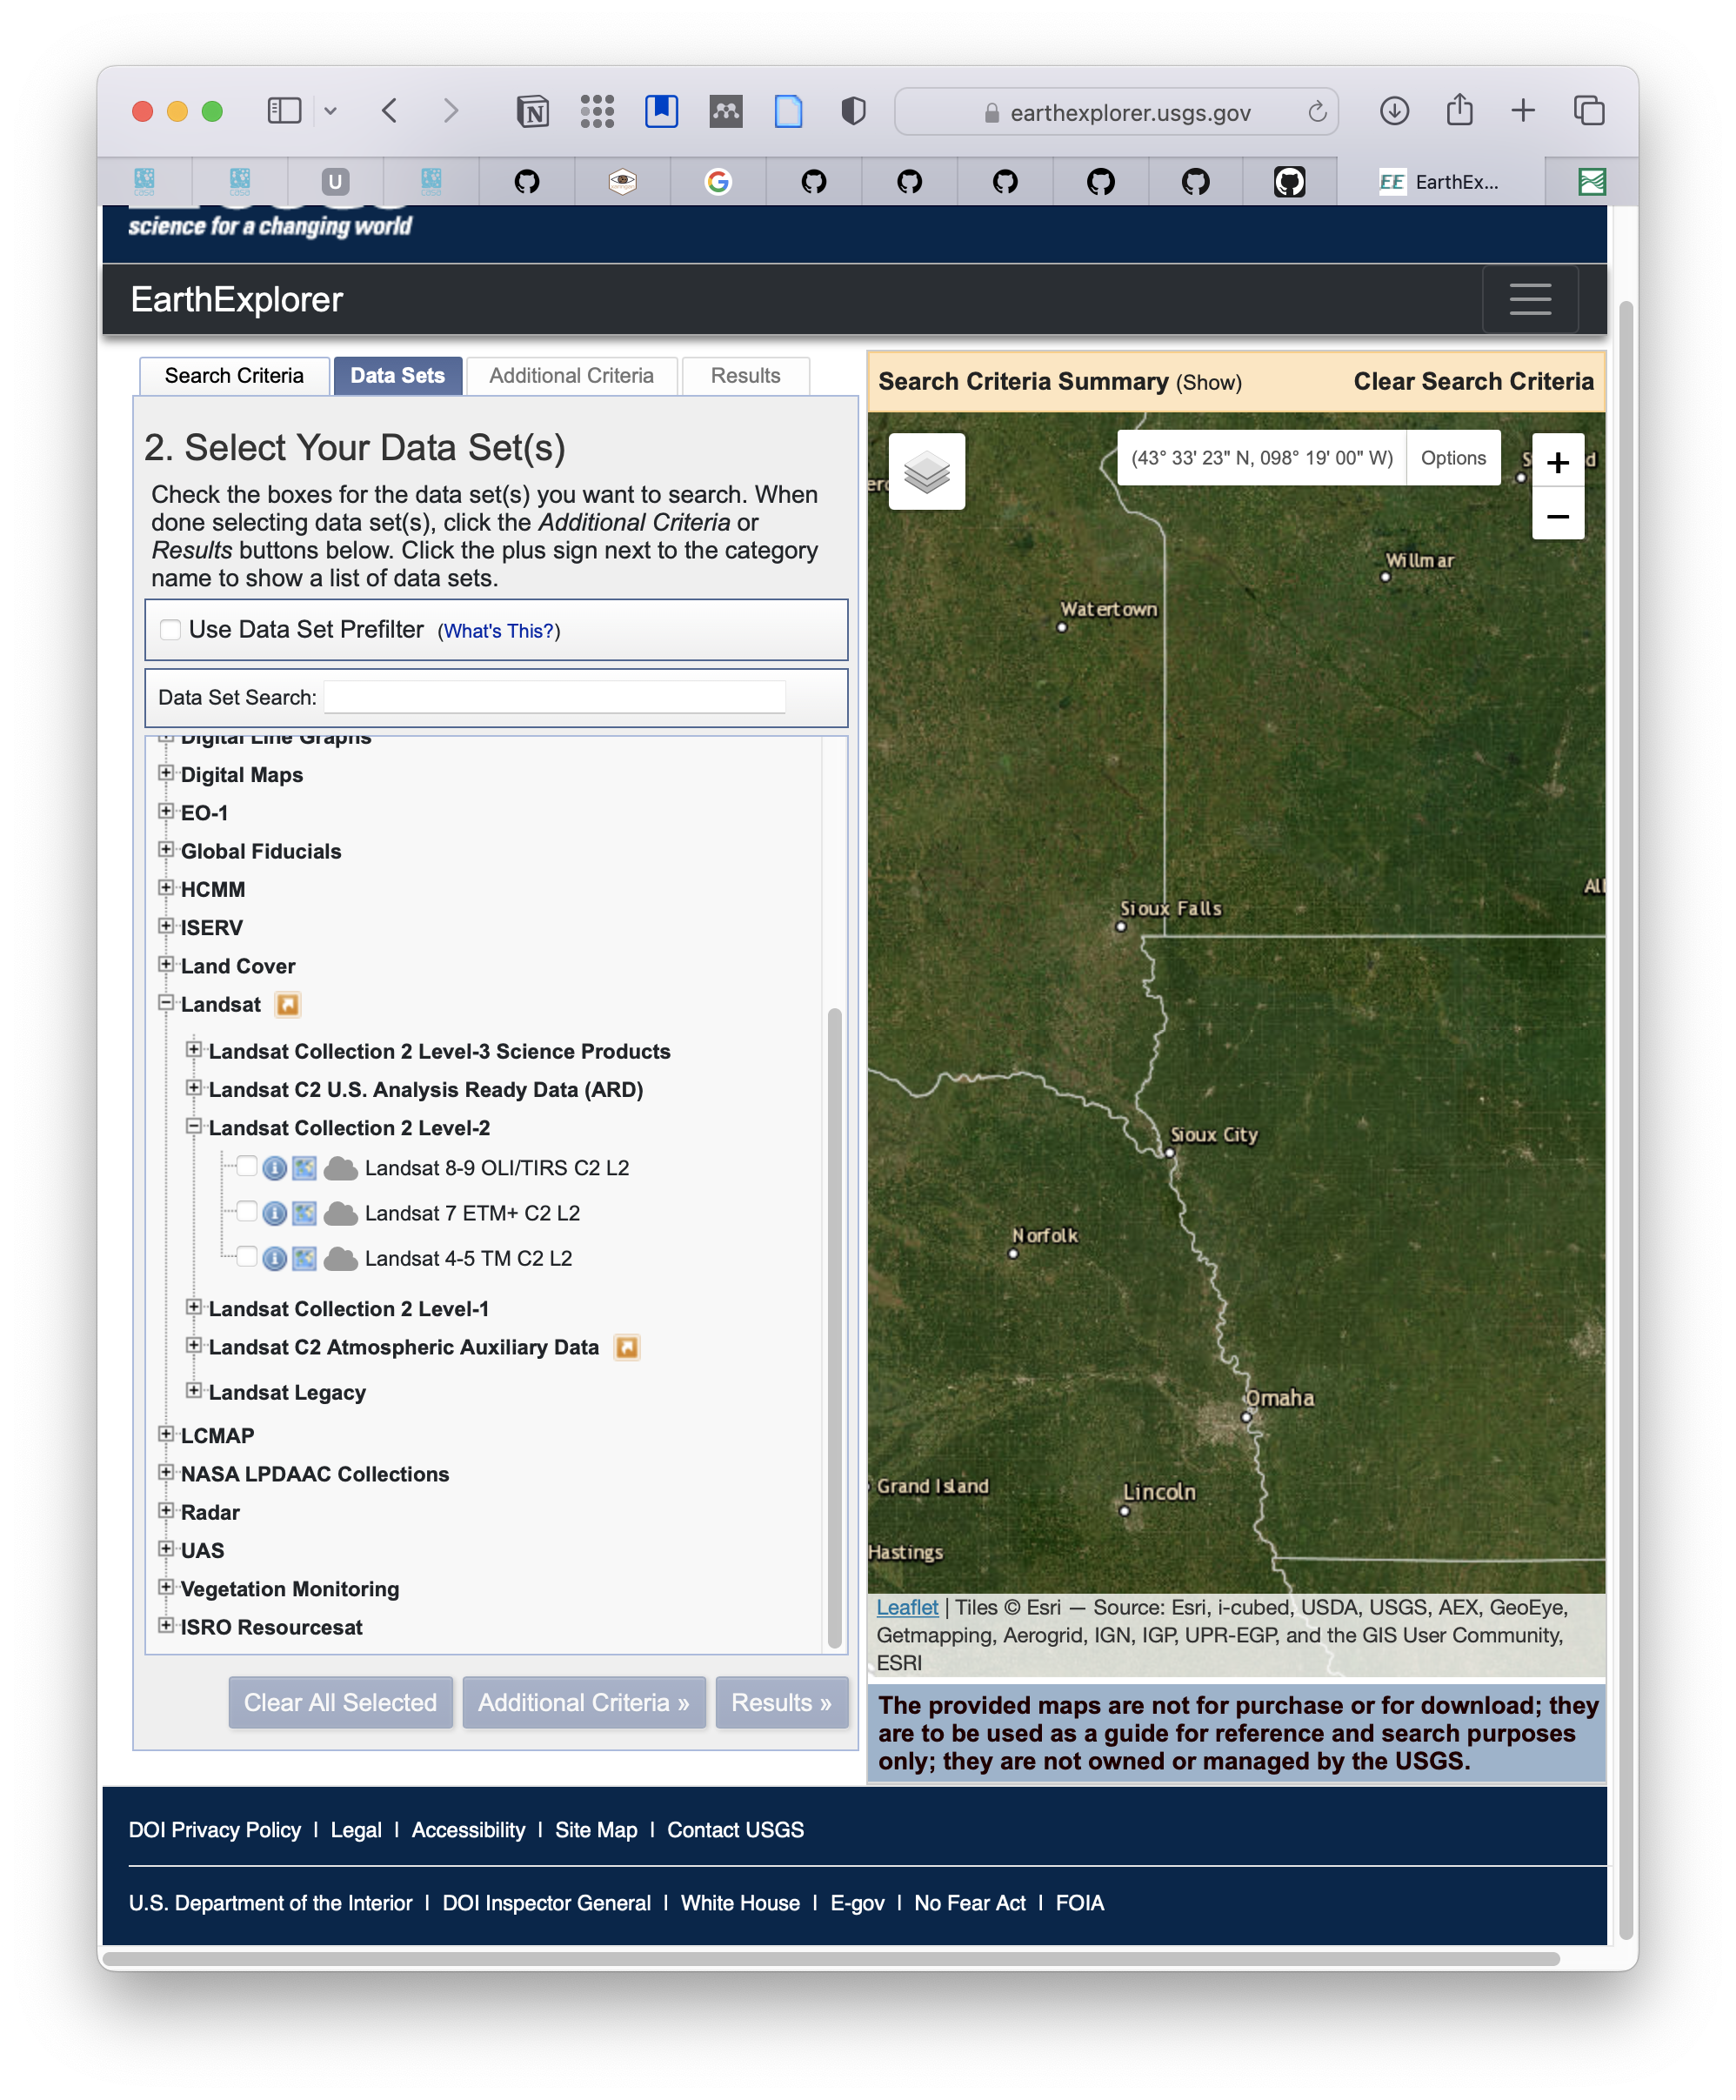 earthexplorer.usgs.gov
U
EE EarthEx...
science for a changing world
EarthExplorer
Search Criteria
Data Sets
Additional Criteria
Results
2. Select Your Data Set(s)
Check the boxes for the data set(s) you want to search. When
done selecting data set(s), click the Additional Criteria or
Results buttons below. Click the plus sign next to the category
name to show a list of data sets.
Use Data Set Prefilter (What's This?)
Data Set Search:
Digital Line Graphs
Digital Maps
EO-1
Global Fiducials
HCMM
ISERV
Land Cover
Landsat
Landsat Collection 2 Level-3 Science Products
Landsat C2 U.S. Analysis Ready Data (ARD)
Landsat Collection 2 Level-2
Landsat 8-9 OLI/TIRS C2 L2
Landsat 7 ETM+ C2 L2
Landsat 4-5 TM C2 L2
Landsat Collection 2 Level-1
Landsat C2 Atmospheric Auxiliary Data
Landsat Legacy
LCMAP
NASA LPDAAC Collections
Radar
UAS
Vegetation Monitoring
ISRO Resourcesat
Clear All Selected
Additional Criteria »
Results »
Search Criteria Summary (Show)
Clear Search Criteria
(43° 33' 23" N, 098° 19' 00" W)
Options
+
−
Willmar
Watertown
Sioux Falls
Sioux City
Norfolk
Omaha
Grand Island
Lincoln
Hastings
Leaflet | Tiles © Esri — Source: Esri, i-cubed, USDA, USGS, AEX, GeoEye,
Getmapping, Aerogrid, IGN, IGP, UPR-EGP, and the GIS User Community,
ESRI
The provided maps are not for purchase or for download; they
are to be used as a guide for reference and search purposes
only; they are not owned or managed by the USGS.
DOI Privacy Policy | Legal | Accessibility | Site Map | Contact USGS
U.S. Department of the Interior | DOI Inspector General | White House | E-gov | No Fear Act | FOIA